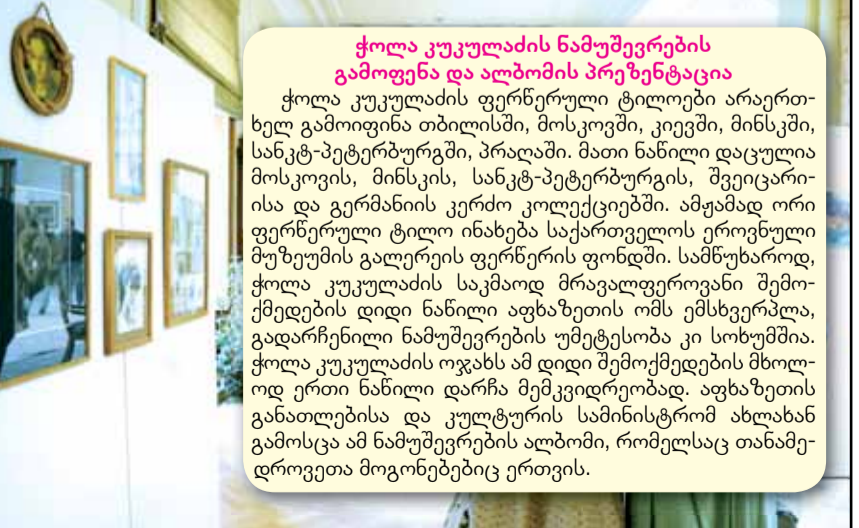 ჭოლა კუკულაძის ნამუშევრების
გამოფენა და ალბომის პრეზენტაცია
ჭოლა კუკულაძის ფერწერული ტილოები არაერთ-
ხელ გამოიფინა თბილისში, მოსკოვში, კიევში, მინსკში,
სანკტ-პეტერბურგში, პრაღაში. მათი ნაწილი დაცულია
მოსკოვის, მინსკის, სანკტ-პეტერბურგის, შვეიცარი-
ისა და გერმანიის კერძო კოლექციებში. ამჟამად ორი
ფერწერული ტილო ინახება საქართველოს ეროვნული
მუზეუმის გალერეის ფერწერის ფონდში. სამწუხაროდ,
ჭოლა კუკულაძის საკმაოდ მრავალფეროვანი შემო-
ქმედების დიდი ნაწილი აფხაზეთის ომს ემსხვერპლა,
გადარჩენილი ნამუშევრების უმეტესობა კი სოხუმშია.
ჭოლა კუკულაძის ოჯახს ამ დიდი შემოქმედების მხოლ-
ოდ ერთი ნაწილი დარჩა მემკვიდრეობად. აფხაზეთის
განათლებისა და კულტურის სამინისტრომ ახლახან
გამოსცა ამ ნამუშევრების ალბომი, რომელსაც თანამე-
დროვეთა მოგონებებიც ერთვის.